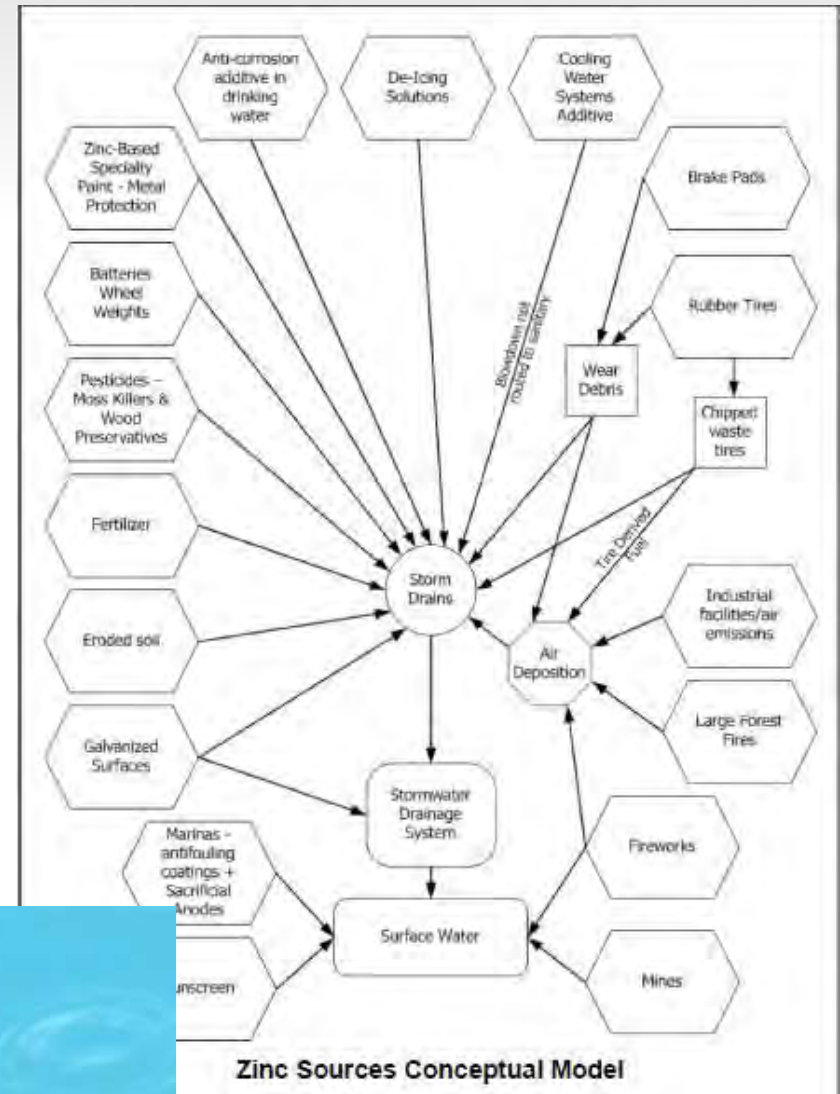 Anti-corrosion
additive in
drinking
water
De-Icing
Solutions
Cooling
Water
Systems
Additive
Zinc-Based
Specialty
Paint - Metal
Protection
Brake Pads
Batteries
Wheel
Weights
Rubber Tires
Blowdown not
routed to sanitary
Wear
Debris
Pesticides –
Moss Killers &
Wood
Preservatives
Chipped
waste
tires
Fertilizer
Tire Derived
Fuel
Storm
Drains
Industrial
facilities/air
emissions
Eroded soil
Air
Deposition
Large Forest
Fires
Galvanized
Surfaces
Stormwater
Drainage
System
Marinas -
antifouling
coatings +
Sacrificial
Anodes
Fireworks
Surface Water
unscreen
Mines
Zinc Sources Conceptual Model